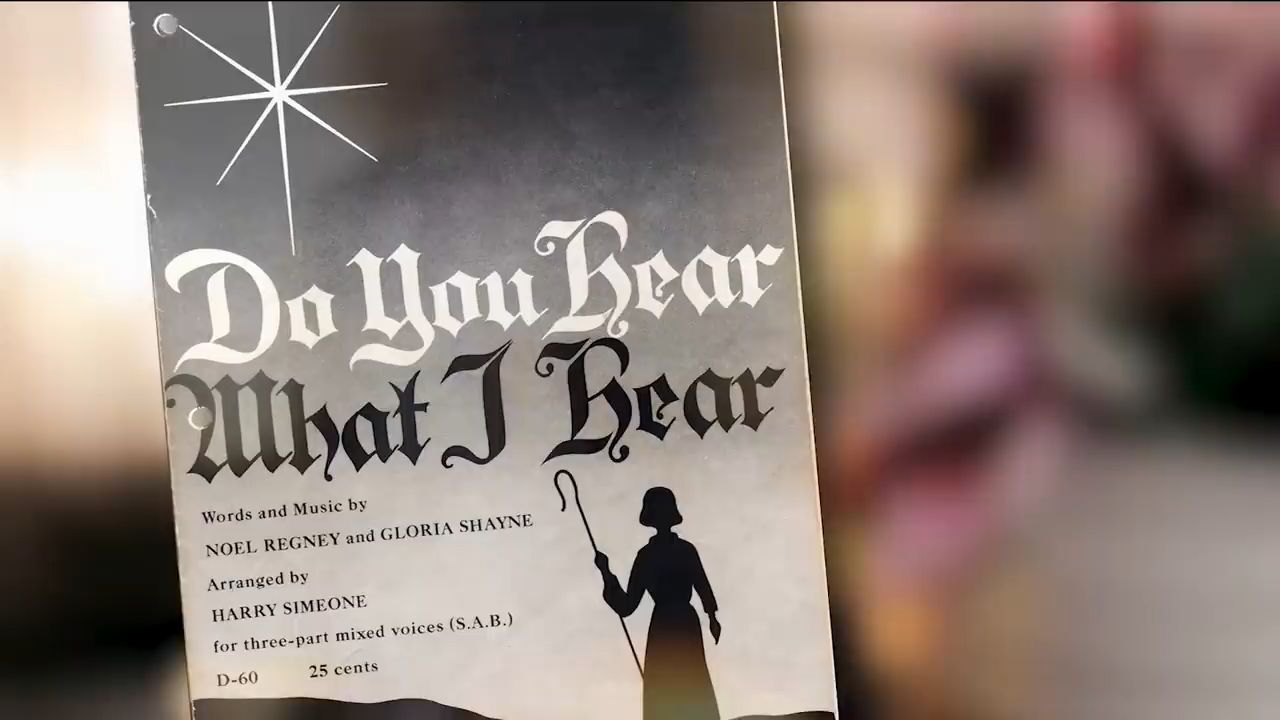 Do You Hear
What I Hear
Words and Music by
NOEL REGNEY and GLORIA SHAYNE
Arranged by
HARRY SIMEONE
for three-part mixed voices (S.A.B.)
D-60 25 cents